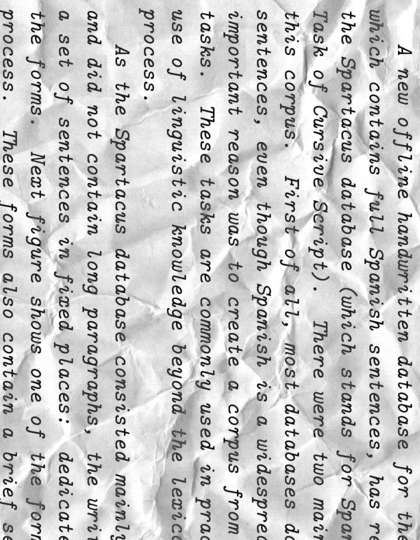 A new offline handwritten database for the
which contains full Spanish sentences, has re
the Spartacus database (which stands for Spar
Task of Cursive Script). There were two main
this corpus. First of all, most databases do
sentences, even though Spanish is a widespred
important reason was to create a corpus from
tasks. These tasks are commonly used in prac
use of linguistic knowledge beyond the lexico
process.
As the Spartacus database consisted mainly
and did not contain long paragraphs, the writ
a set of sentences in fixed places: dedicate
the forms. Next figure shows one of the form
process. These forms also contain a brief se